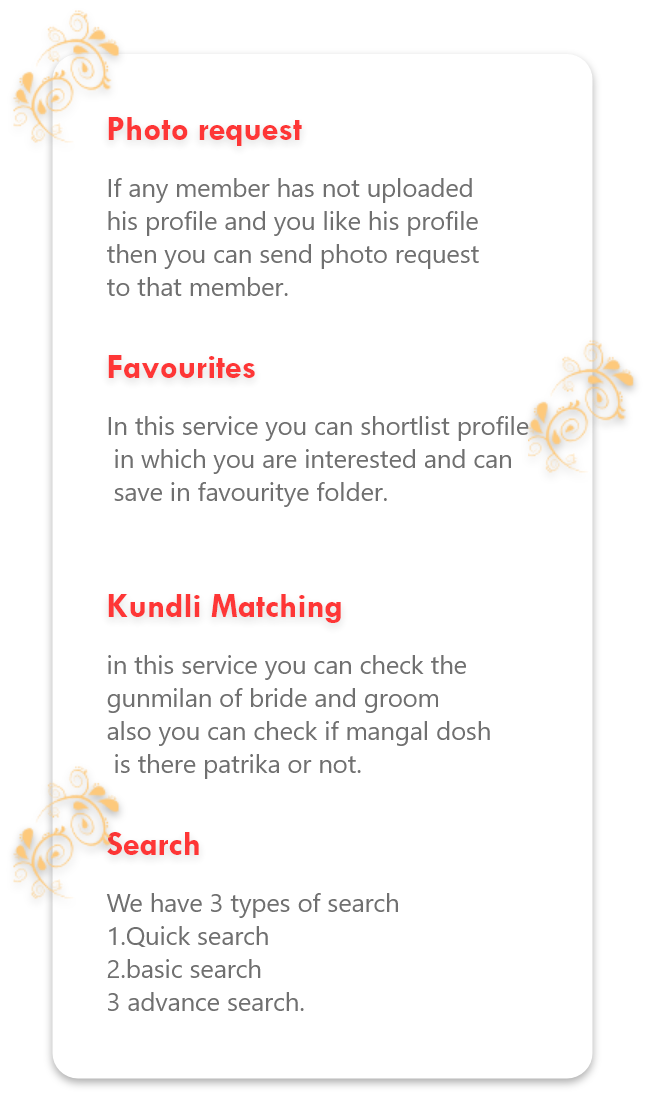 Photo request
If any member has not uploaded
his profile and you like his profile
then you can send photo request
to that member.
Favourites
In this service you can shortlist profile
in which you are interested and can
save in favouritye folder.
Kundli Matching
in this service you can check the
gunmilan of bride and groom
also you can check if mangal dosh
is there patrika or not.
Search
We have 3 types of search
1.Quick search
2.basic search
3 advance search.